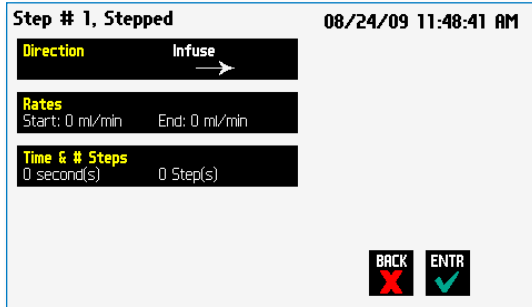 Step # 1, Stepped 08/24/09 11:48:41 AM
Direction Infuse
Rates
Start: 0 ml/min End: 0 ml/min
Time & # Steps
0 second(s) 0 Step(s)
BACK ENTR